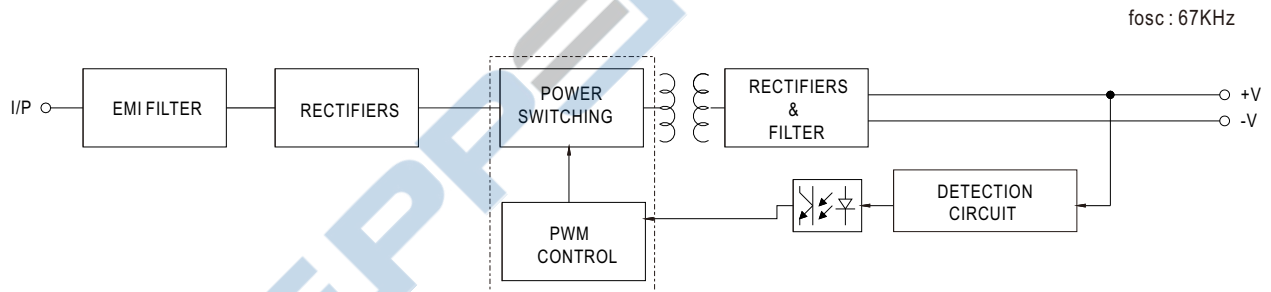 fosc : 67KHz
I/P
EMI FILTER
RECTIFIERS
POWER
SWITCHING
RECTIFIERS
&
FILTER
+V
-V
DETECTION
CIRCUIT
PWM
CONTROL